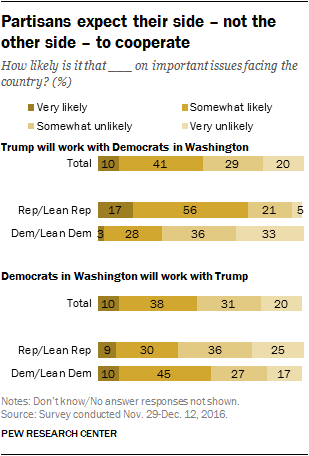 Partisans expect their side – not the
other side – to cooperate
How likely is it that ____ on important issues facing the
country? (%)
Very likely Somewhat likely
Somewhat unlikely Very unlikely
Trump will work with Democrats in Washington
Total 10 41 29 20
Rep/Lean Rep 17 56 21 5
Dem/Lean Dem 3 28 36 33
Democrats in Washington will work with Trump
Total 10 38 31 20
Rep/Lean Rep 9 30 36 25
Dem/Lean Dem 10 45 27 17
Notes: Don't know/No answer responses not shown.
Source: Survey conducted Nov. 29-Dec. 12, 2016.
PEW RESEARCH CENTER